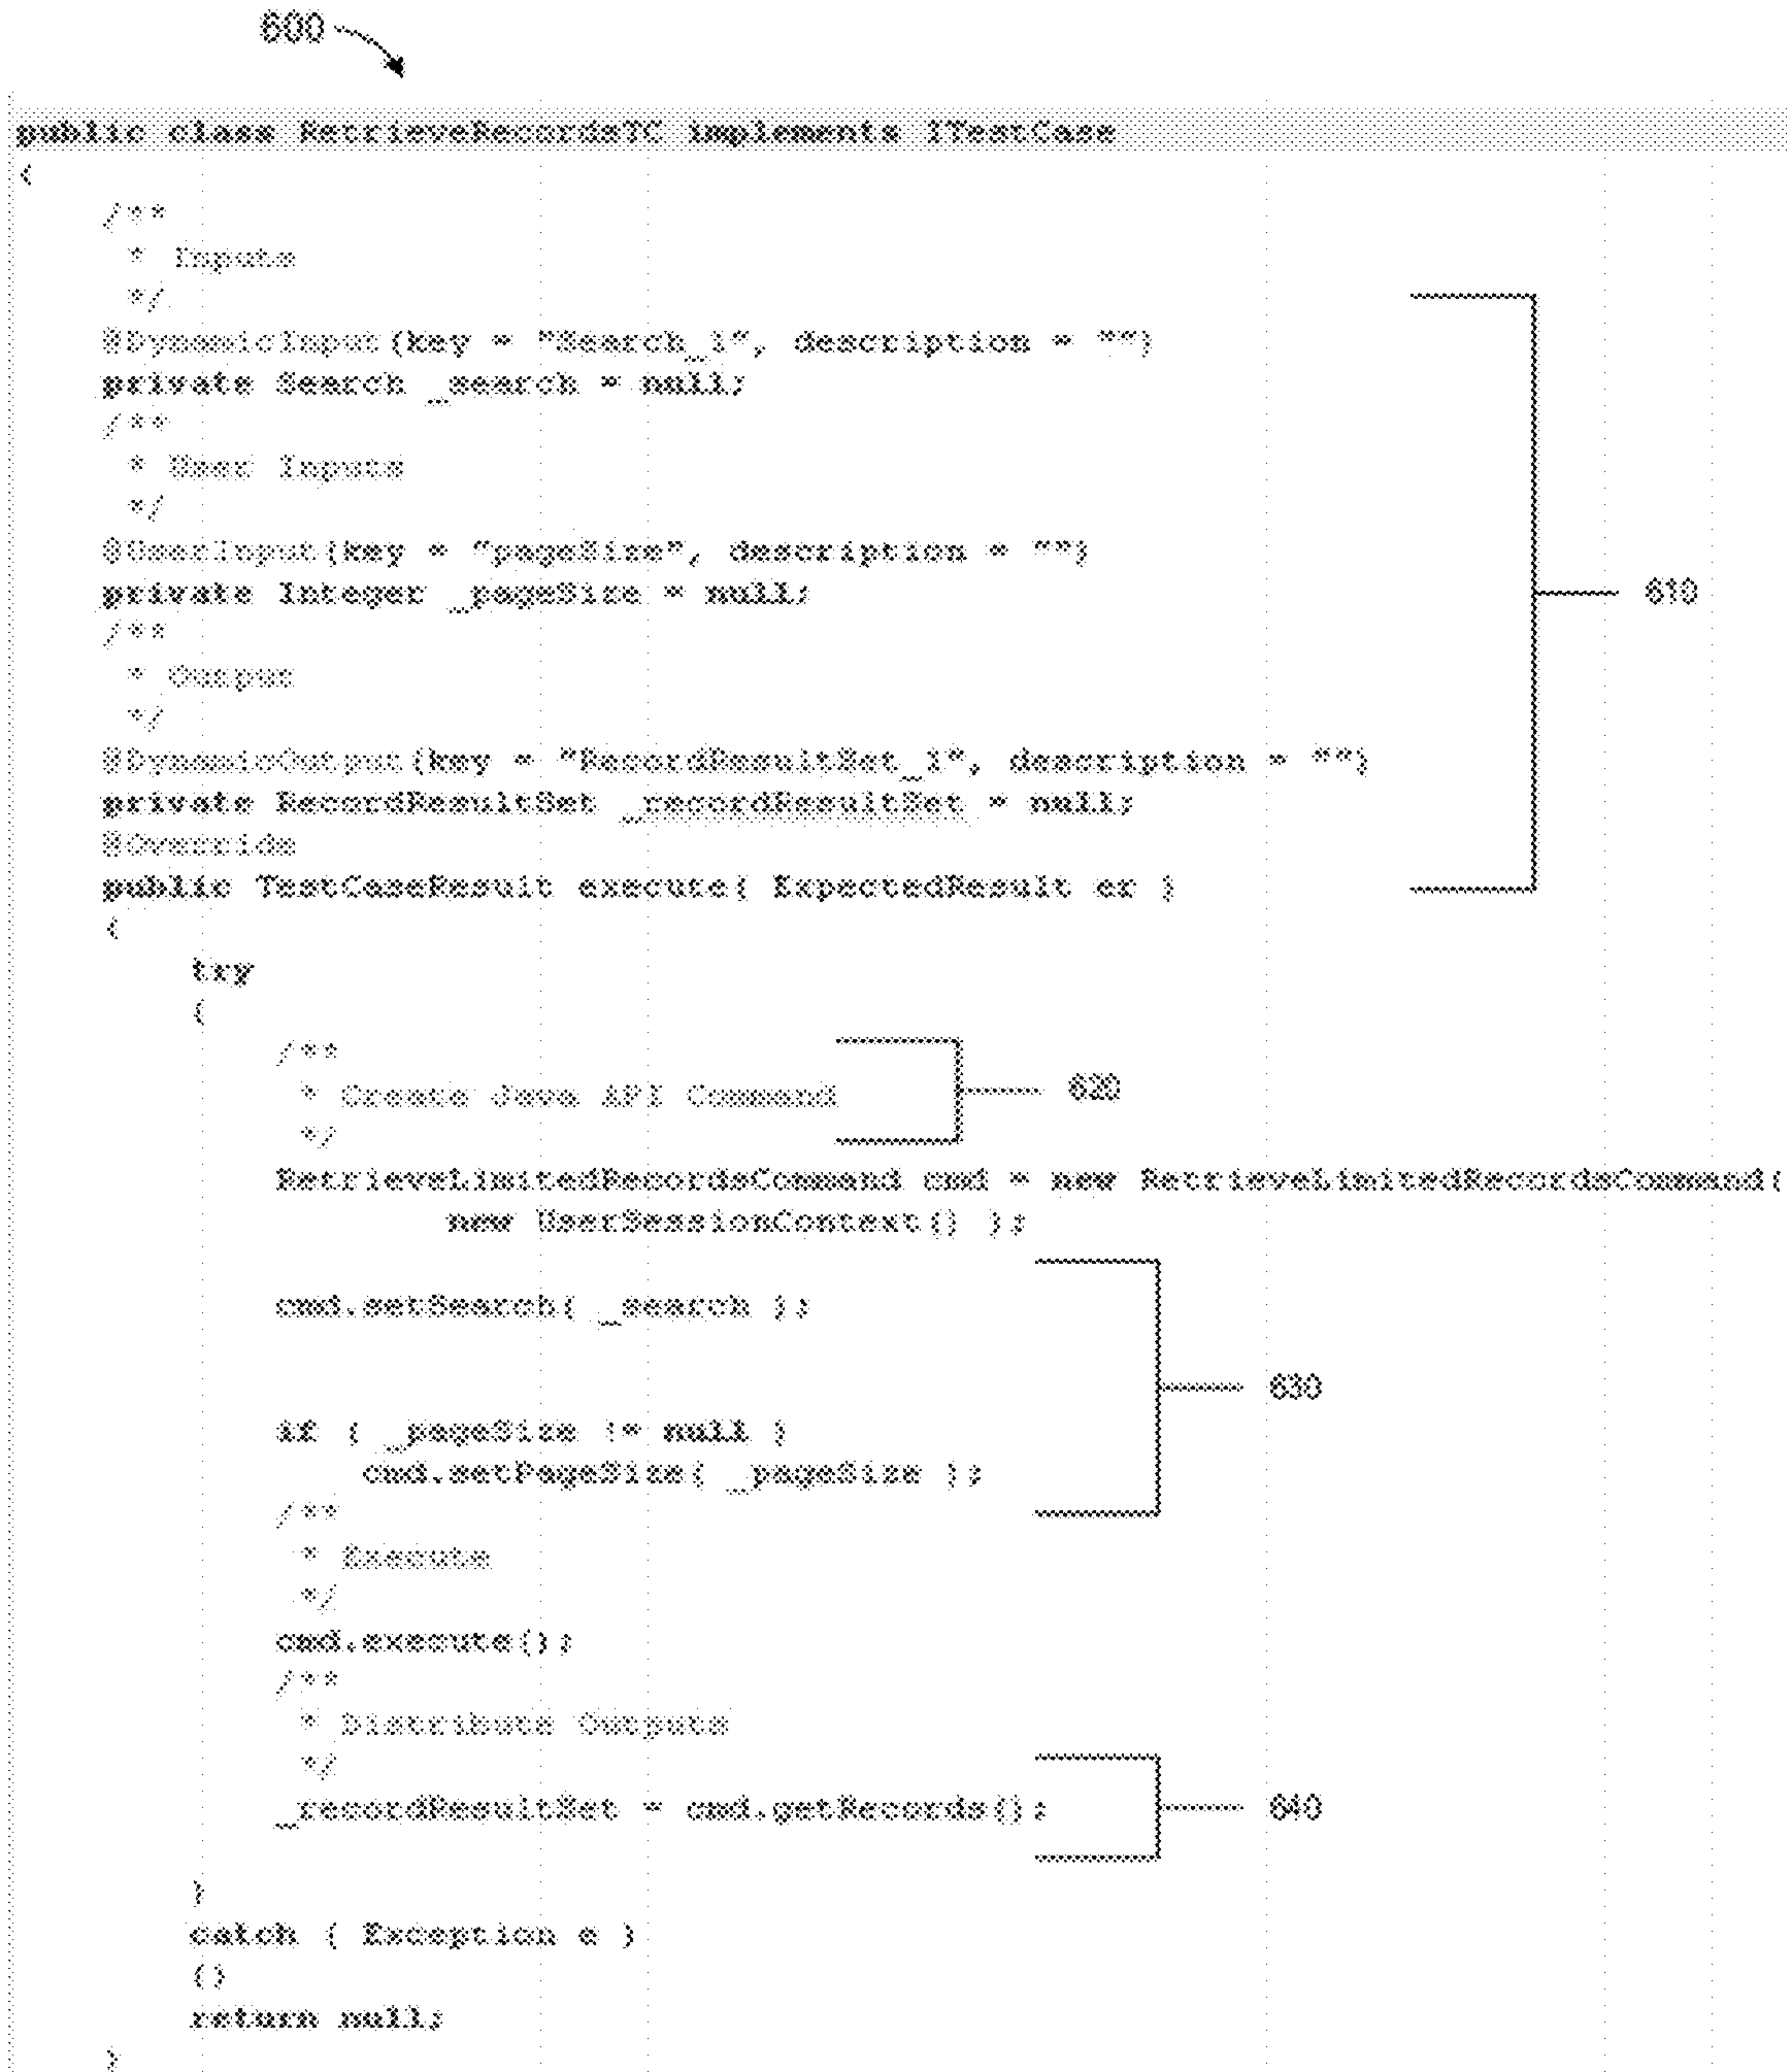 600
public class RetrieveRecordsTC implements ITestCase
{
/**
* Inputs
*/
@DynamicInput(key = "Search_1", description = "")
private Search _search = null;
/**
* User Inputs
*/
@UserInput(key = "pageSize", description = "")
private Integer _pageSize = null;
610
/**
* Output
*/
@DynamicOutput(key = "RecordResultSet_1", description = "")
private RecordResultSet _recordResultSet = null;
@Override
public TestCaseResult execute( ExpectedResult er )
{
try
{
/**
* Create Java API Command
620
*/
RetrieveLimitedRecordsCommand cmd = new RetrieveLimitedRecordsCommand(
new UserSessionContext() );
cmd.setSearch( _search );
630
if ( _pageSize != null )
cmd.setPageSize( _pageSize );
/**
* Execute
*/
cmd.execute();
/**
* Distribute Outputs
*/
_recordResultSet = cmd.getRecords();
640
}
catch ( Exception e )
{}
return null;
}